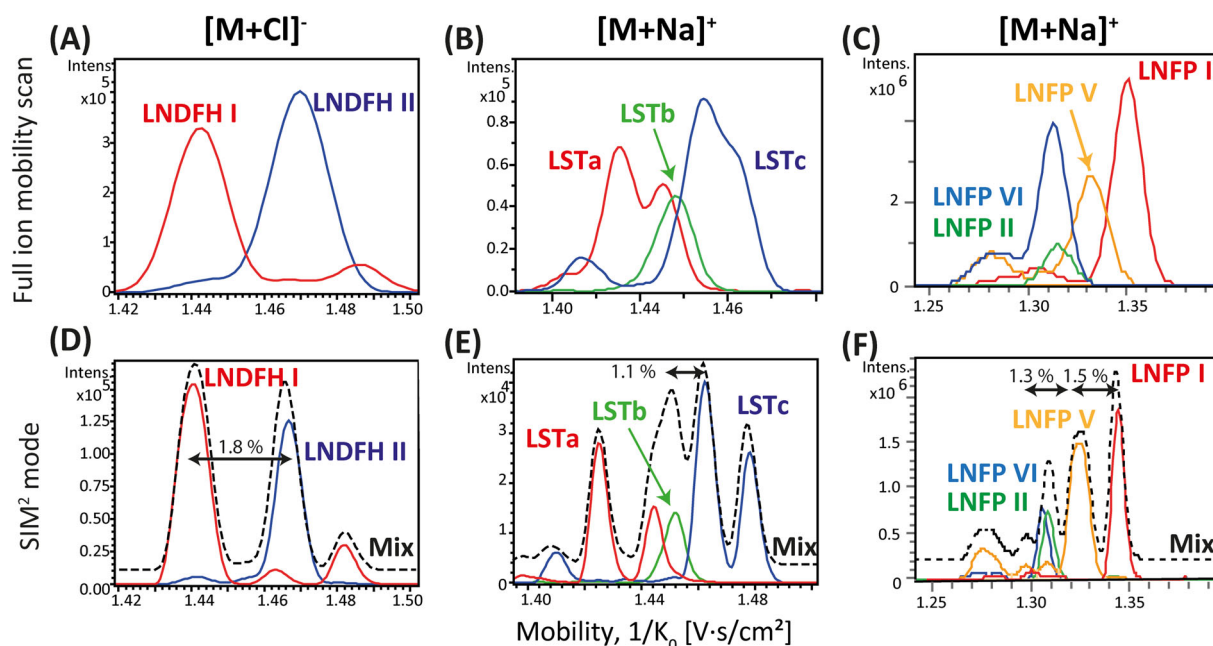 [M+Cl]⁻
[M+Na]⁺
[M+Na]⁺
Full ion mobility scan
(A)
Intens.
5
x10
3
2
1
0
LNDFH I
LNDFH II
1.42
1.44
1.46
1.48
1.50
(B)
Intens.
5
x10
0.8
0.6
0.4
0.2
0.0
LSTa
LSTb
LSTc
1.40
1.44
1.46
(C)
Intens.
x10⁶
2
0
LNFP I
LNFP V
LNFP VI
LNFP II
1.25
1.31
1.35
SIM² mode
(D)
Intens.
x10⁵
1.25
1.00
0.75
0.50
0.25
0.00
LNDFH I
1.8 %
LNDFH II
Mix
1.42
1.44
1.46
1.48
1.50
(E)
Intens.
4
x10
3
2
1
0
1.1 %
LSTa
LSTb
LSTc
Mix
1.40
1.44
1.48
(F)
Intens.
x10⁶
1.5
1.0
0.5
0
1.3 %
1.5 %
LNFP I
LNFP V
LNFP VI
LNFP II
Mix
1.25
1.30
1.35
Mobility, 1/K₀ [V·s/cm²]